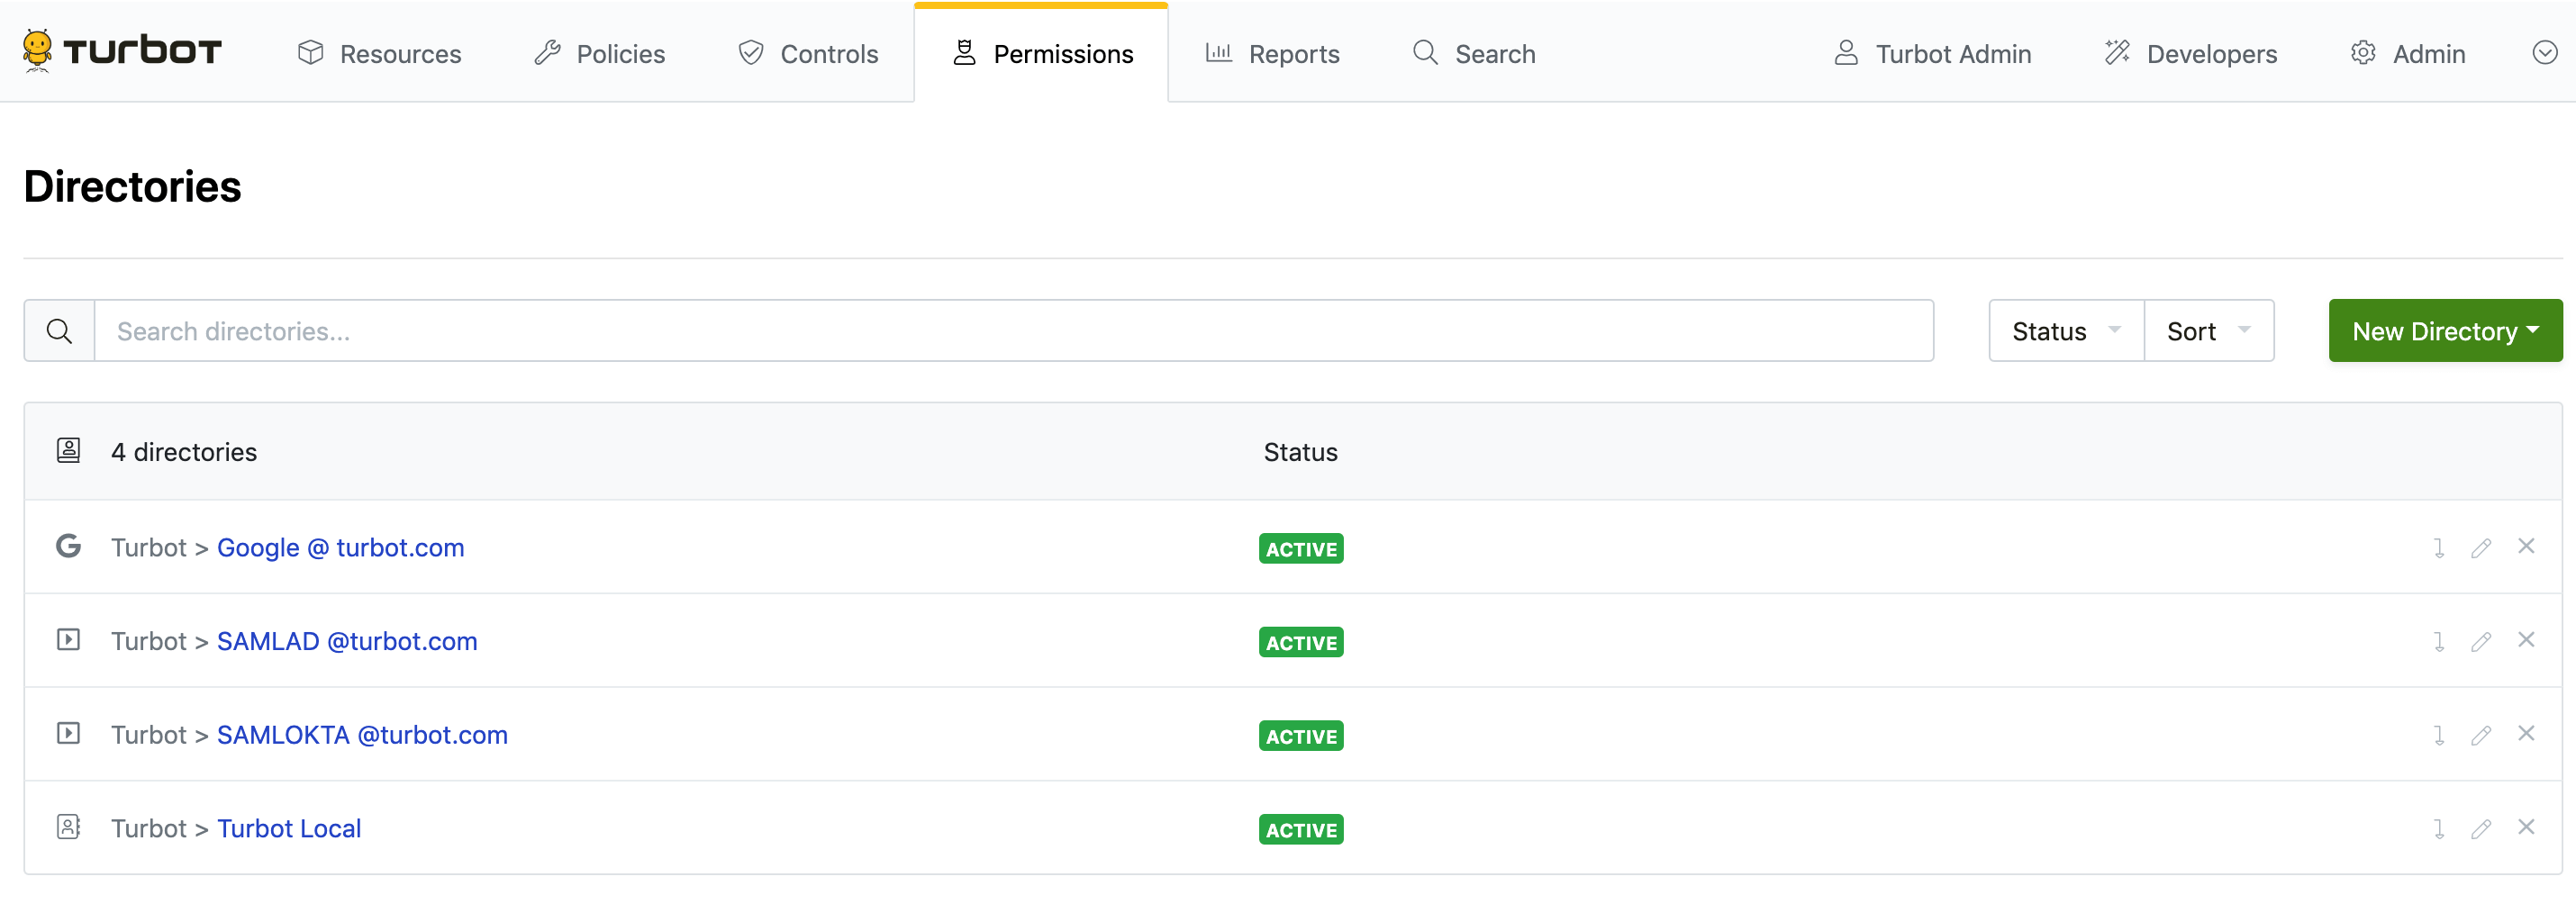 TURBOT Resources Policies Controls Permissions Reports Search Turbot Admin Developers Admin
Directories
Search directories... Status Sort New Directory
4 directories Status
Turbot > Google @ turbot.com ACTIVE
Turbot > SAMLAD @turbot.com ACTIVE
Turbot > SAMLOKTA @turbot.com ACTIVE
Turbot > Turbot Local ACTIVE